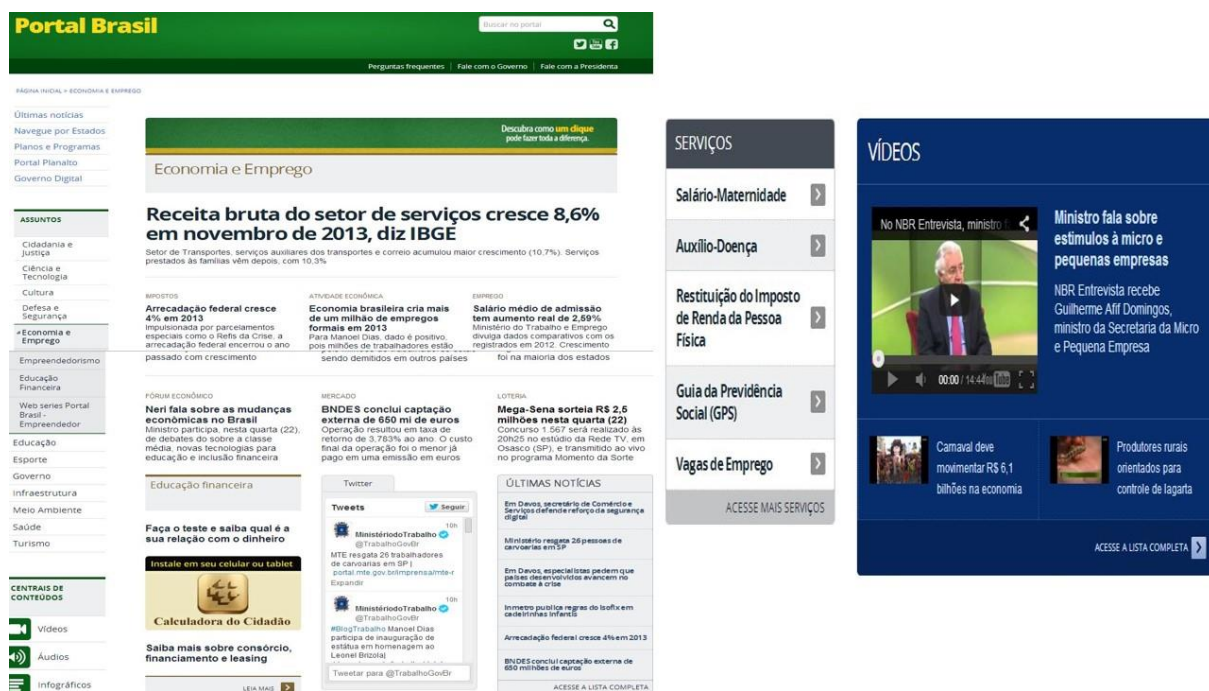 Portal Brasil
Buscar no portal
Perguntas frequentes | Fale com o Governo | Fale com a Presidenta
PÁGINA INICIAL > ECONOMIA E EMPREGO
Últimas notícias
Navegue por Estados
Planos e Programas
Portal Planalto
Governo Digital
ASSUNTOS
Cidadania e
Justiça
Ciência e
Tecnologia
Cultura
Defesa e
Segurança
Economia e
Emprego
Empreendedorismo
Educação
Financeira
Web series Portal
Brasil -
Empreendedor
Educação
Esporte
Governo
Infraestrutura
Meio Ambiente
Saúde
Turismo
CENTRAIS DE
CONTEÚDOS
Vídeos
Áudios
Infográficos
Descubra como um clique
pode fazer toda a diferença.
Economia e Emprego
Receita bruta do setor de serviços cresce 8,6%
em novembro de 2013, diz IBGE
Setor de Transportes, serviços auxiliares dos transportes e correio acumulou maior crescimento (10,7%). Serviços
prestados às famílias vêm depois, com 10,3%
IMPOSTOS
Arrecadação federal cresce
4% em 2013
Impulsionada por parcelamentos
especiais como o Refis da Crise, a
arrecadação federal encerrou o ano
passado com crescimento
ATIVIDADE ECONÔMICA
Economia brasileira cria mais
de um milhão de empregos
formais em 2013
Para Manoel Dias, dado é positivo,
pois milhões de trabalhadores estão
sendo demitidos em outros países
EMPREGO
Salário médio de admissão
tem aumento real de 2,59%
Ministério do Trabalho e Emprego
divulga dados comparativos com os
registrados em 2012. Crescimento
foi na maioria dos estados
FÓRUM ECONÔMICO
Neri fala sobre as mudanças
econômicas no Brasil
Ministro participa, nesta quarta (22),
de debates do sobre a classe
média, novas tecnologias para
educação e inclusão financeira
MERCADO
BNDES conclui captação
externa de 650 mi de euros
Operação resultou em taxa de
retorno de 3,783% ao ano. O custo
final da operação foi o menor já
pago em uma emissão em euros
LOTERIA
Mega-Sena sorteia R$ 2,5
milhões nesta quarta (22)
Concurso 1.567 será realizado às
20h25 no estúdio da Rede TV, em
Osasco (SP), e transmitido ao vivo
no programa Momento da Sorte
Educação financeira
Faça o teste e saiba qual é a
sua relação com o dinheiro
Instale em seu celular ou tablet
Calculadora do Cidadão
Saiba mais sobre consórcio,
financiamento e leasing
LEIA MAIS
Twitter
Tweets
Seguir
10h
MinistériodoTrabalho
@TrabalhoGovBr
MTE resgata 26 trabalhadores
de carvoarias em SP |
portal.mte.gov.br/imprensa/mte-r
Expandir
10h
MinistériodoTrabalho
@TrabalhoGovBr
#BlogTrabalho Manoel Dias
participa de inauguração de
estátua em homenagem ao
Leonel Brizola|
Tweetar para @TrabalhoGovBr
ÚLTIMAS NOTÍCIAS
Em Davos, secretário de Comércio e
Serviços defende reforço da segurança
digital
Ministério resgata 26 pessoas de
carvoarias em SP
Em Davos, especialistas pedem que
países desenvolvidos avancem no
combate à crise
Inmetro publica regras do Isofix em
cadeirinhas infantis
Arrecadação federal cresce 4% em 2013
BNDES conclui captação externa de
650 milhões de euros
ACESSE A LISTA COMPLETA
SERVIÇOS
Salário-Maternidade
Auxílio-Doença
Restituição do Imposto
de Renda da Pessoa
Física
Guia da Previdência
Social (GPS)
Vagas de Emprego
ACESSE MAIS SERVIÇOS
VÍDEOS
No NBR Entrevista, ministro
00:00 / 14:44
Ministro fala sobre
estimulos à micro e
pequenas empresas
NBR Entrevista recebe
Guilherme Afif Domingos,
ministro da Secretaria da Micro
e Pequena Empresa
Carnaval deve
movimentar R$ 6,1
bilhões na economia
Produtores rurais
orientados para
controle de lagarta
ACESSE A LISTA COMPLETA